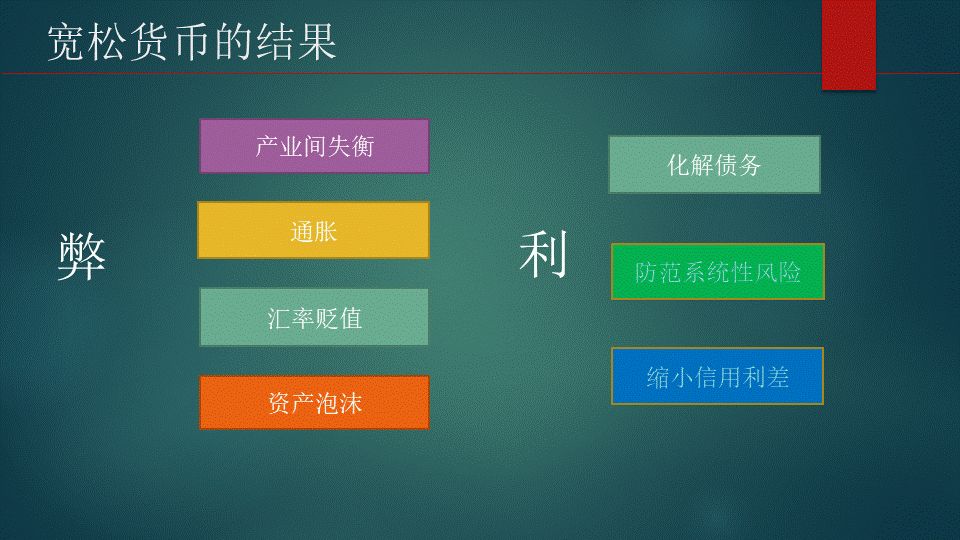 宽松货币的结果
弊
产业间失衡
通胀
汇率贬值
资产泡沫
利
化解债务
防范系统性风险
缩小信用利差